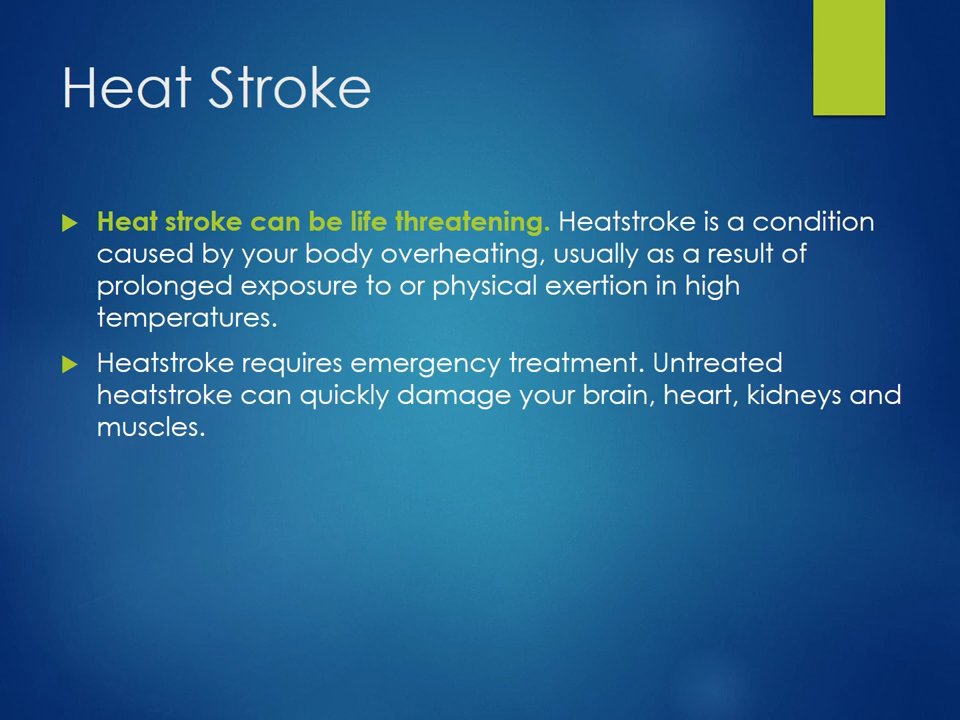 Heat Stroke
Heat stroke can be life threatening. Heatstroke is a condition
caused by your body overheating, usually as a result of
prolonged exposure to or physical exertion in high
temperatures.
Heatstroke requires emergency treatment. Untreated
heatstroke can quickly damage your brain, heart, kidneys and
muscles.